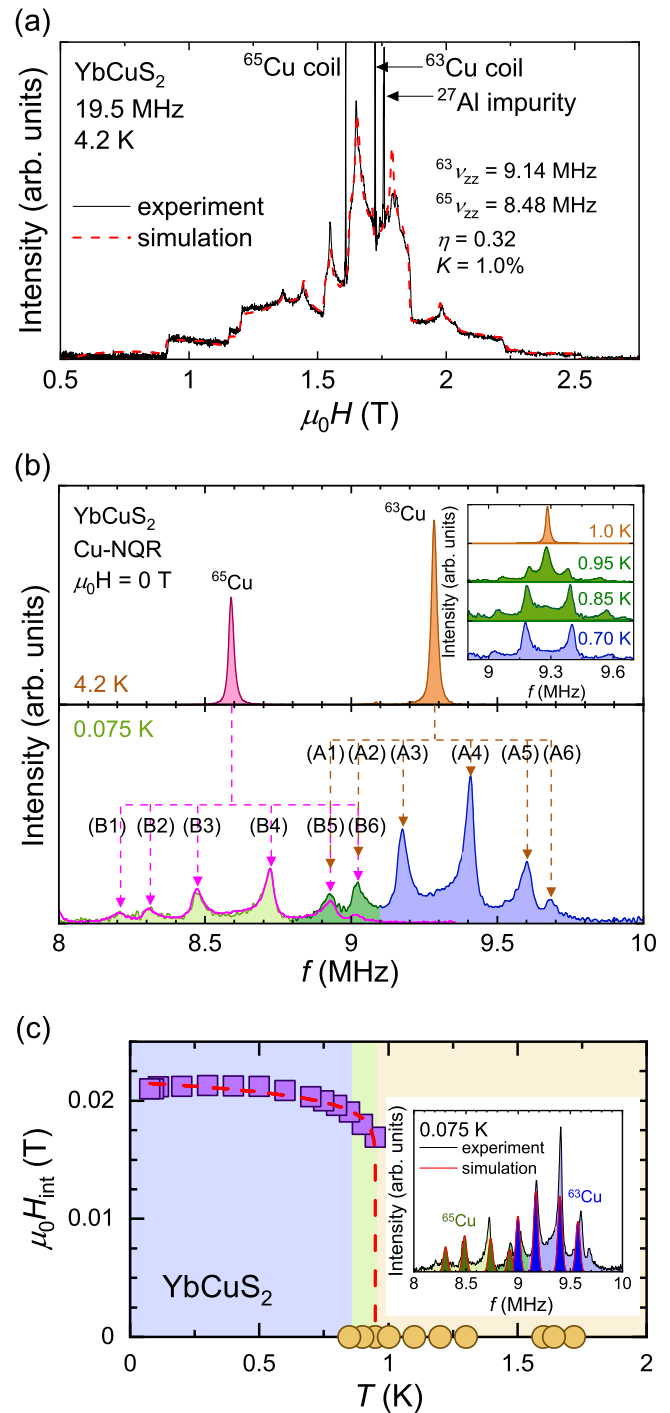 (a)
YbCuS₂
19.5 MHz
4.2 K
⁶⁵Cu coil
⁶³Cu coil
²⁷Al impurity
experiment
simulation
⁶³ν_zz = 9.14 MHz
⁶⁵ν_zz = 8.48 MHz
η = 0.32
K = 1.0%
Intensity (arb. units)
0.5 1 1.5 2 2.5
μ₀H (T)
(b)
YbCuS₂
Cu-NQR
μ₀H = 0 T
⁶⁵Cu
⁶³Cu
4.2 K
Intensity (arb. units)
1.0 K
0.95 K
0.85 K
0.70 K
Intensity (arb. units)
9 9.3 9.6
f (MHz)
0.075 K
Intensity (arb. units)
(A1) (A2) (A3) (A4) (A5) (A6)
(B1) (B2) (B3) (B4) (B5) (B6)
8 8.5 9 9.5 10
f (MHz)
(c)
0.02
0.01
0
μ₀H_int (T)
YbCuS₂
0.075 K
experiment
simulation
⁶⁵Cu
⁶³Cu
Intensity (arb. units)
8 8.5 9 9.5 10
f (MHz)
0 0.5 1 1.5 2
T (K)